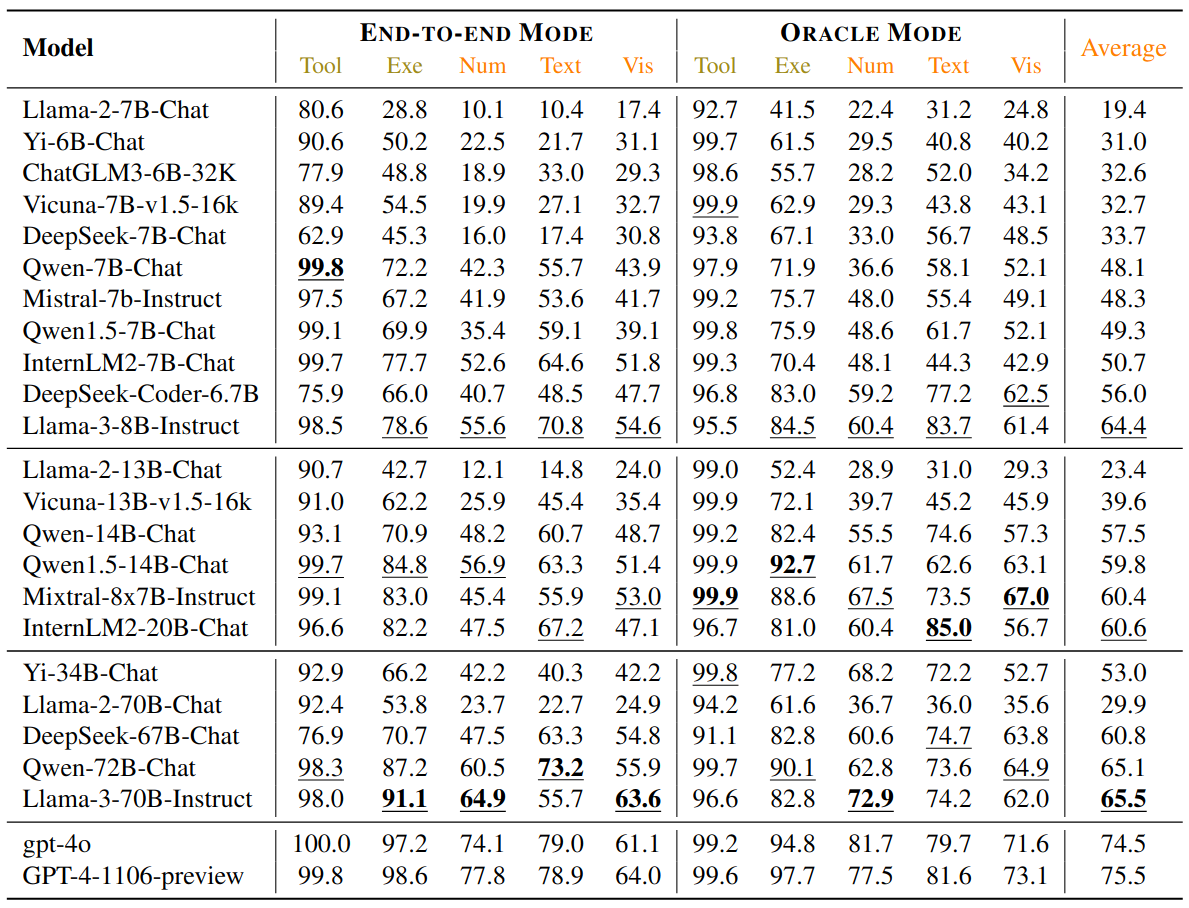 Model END-TO-END MODE ORACLE MODE Average
Tool Exe Num Text Vis Tool Exe Num Text Vis
Llama-2-7B-Chat 80.6 28.8 10.1 10.4 17.4 92.7 41.5 22.4 31.2 24.8 19.4
Yi-6B-Chat 90.6 50.2 22.5 21.7 31.1 99.7 61.5 29.5 40.8 40.2 31.0
ChatGLM3-6B-32K 77.9 48.8 18.9 33.0 29.3 98.6 55.7 28.2 52.0 34.2 32.6
Vicuna-7B-v1.5-16k 89.4 54.5 19.9 27.1 32.7 99.9 62.9 29.3 43.8 43.1 32.7
DeepSeek-7B-Chat 62.9 45.3 16.0 17.4 30.8 93.8 67.1 33.0 56.7 48.5 33.7
Qwen-7B-Chat 99.8 72.2 42.3 55.7 43.9 97.9 71.9 36.6 58.1 52.1 48.1
Mistral-7b-Instruct 97.5 67.2 41.9 53.6 41.7 99.2 75.7 48.0 55.4 49.1 48.3
Qwen1.5-7B-Chat 99.1 69.9 35.4 59.1 39.1 99.8 75.9 48.6 61.7 52.1 49.3
InternLM2-7B-Chat 99.7 77.7 52.6 64.6 51.8 99.3 70.4 48.1 44.3 42.9 50.7
DeepSeek-Coder-6.7B 75.9 66.0 40.7 48.5 47.7 96.8 83.0 59.2 77.2 62.5 56.0
Llama-3-8B-Instruct 98.5 78.6 55.6 70.8 54.6 95.5 84.5 60.4 83.7 61.4 64.4
Llama-2-13B-Chat 90.7 42.7 12.1 14.8 24.0 99.0 52.4 28.9 31.0 29.3 23.4
Vicuna-13B-v1.5-16k 91.0 62.2 25.9 45.4 35.4 99.9 72.1 39.7 45.2 45.9 39.6
Qwen-14B-Chat 93.1 70.9 48.2 60.7 48.7 99.2 82.4 55.5 74.6 57.3 57.5
Qwen1.5-14B-Chat 99.7 84.8 56.9 63.3 51.4 99.9 92.7 61.7 62.6 63.1 59.8
Mixtral-8x7B-Instruct 99.1 83.0 45.4 55.9 53.0 99.9 88.6 67.5 73.5 67.0 60.4
InternLM2-20B-Chat 96.6 82.2 47.5 67.2 47.1 96.7 81.0 60.4 85.0 56.7 60.6
Yi-34B-Chat 92.9 66.2 42.2 40.3 42.2 99.8 77.2 68.2 72.2 52.7 53.0
Llama-2-70B-Chat 92.4 53.8 23.7 22.7 24.9 94.2 61.6 36.7 36.0 35.6 29.9
DeepSeek-67B-Chat 76.9 70.7 47.5 63.3 54.8 91.1 82.8 60.6 74.7 63.8 60.8
Qwen-72B-Chat 98.3 87.2 60.5 73.2 55.9 99.7 90.1 62.8 73.6 64.9 65.1
Llama-3-70B-Instruct 98.0 91.1 64.9 55.7 63.6 96.6 82.8 72.9 74.2 62.0 65.5
gpt-4o 100.0 97.2 74.1 79.0 61.1 99.2 94.8 81.7 79.7 71.6 74.5
GPT-4-1106-preview 99.8 98.6 77.8 78.9 64.0 99.6 97.7 77.5 81.6 73.1 75.5